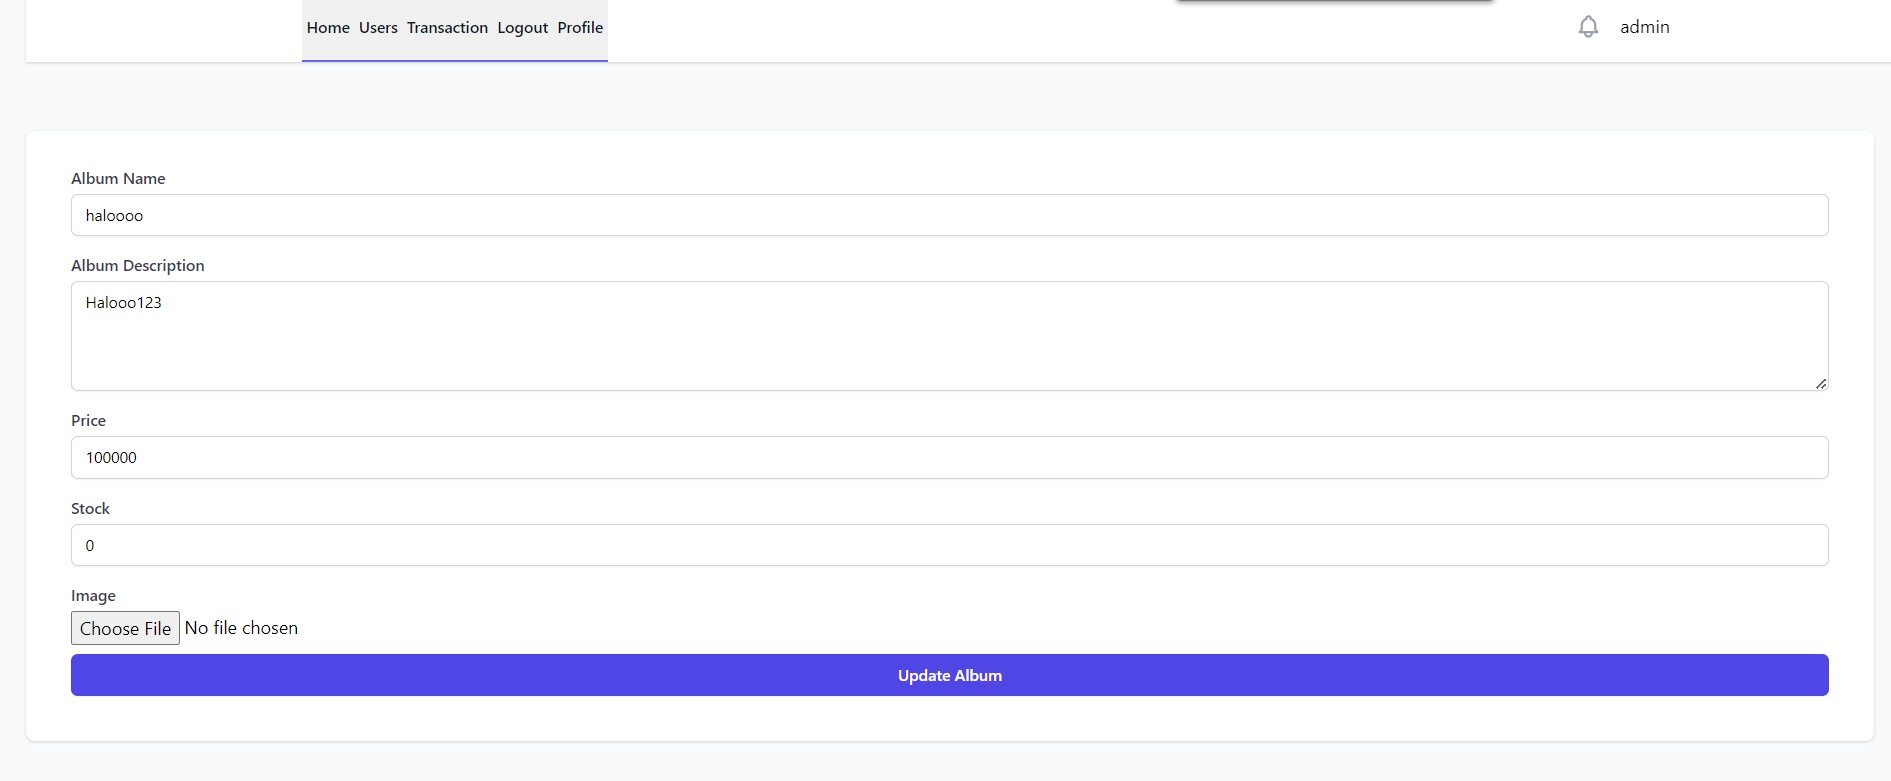 Home Users Transaction Logout Profile
admin
Album Name
haloooo
Album Description
Halooo123
Price
100000
Stock
0
Image
Choose File No file chosen
Update Album